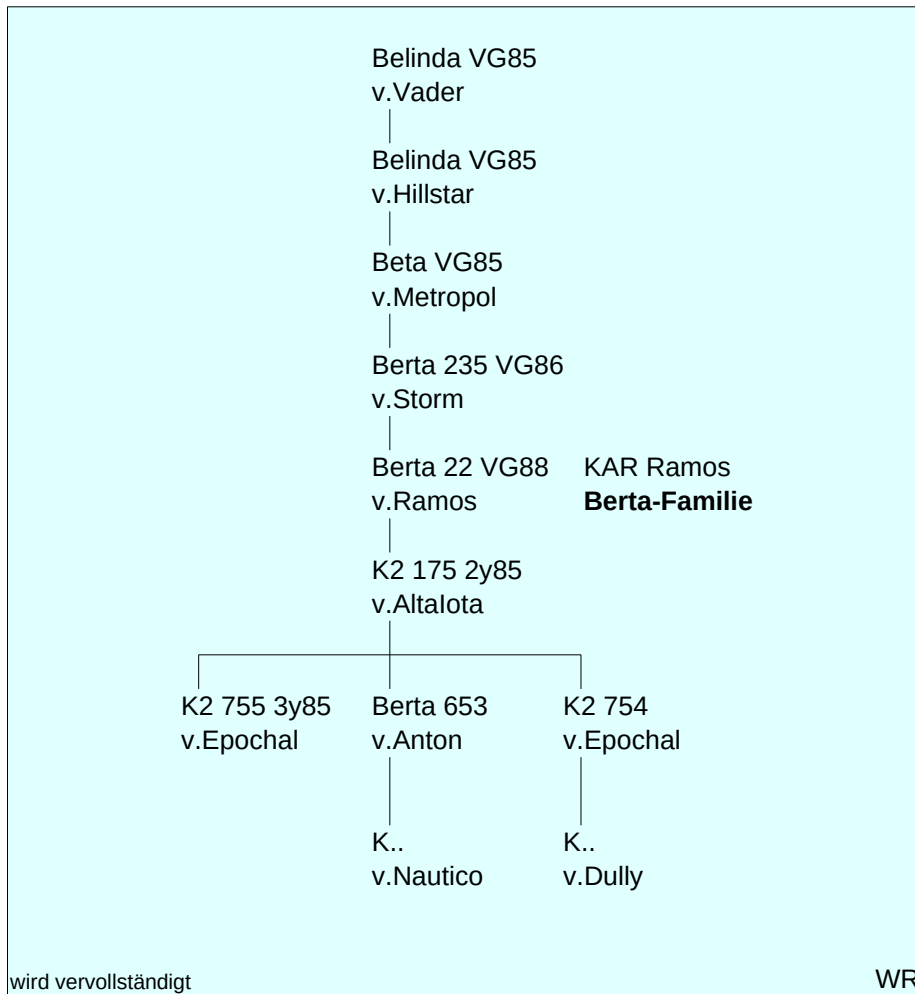 Belinda VG85
v.Vader
Belinda VG85
v.Hillstar
Beta VG85
v.Metropol
Berta 235 VG86
v.Storm
Berta 22 VG88 KAR Ramos
v.Ramos Berta-Familie
K2 175 2y85
v.AltaIota
K2 755 3y85 Berta 653 K2 754
v.Epochal v.Anton v.Epochal
K.. K..
v.Nautico v.Dully
wird vervollständigt WR